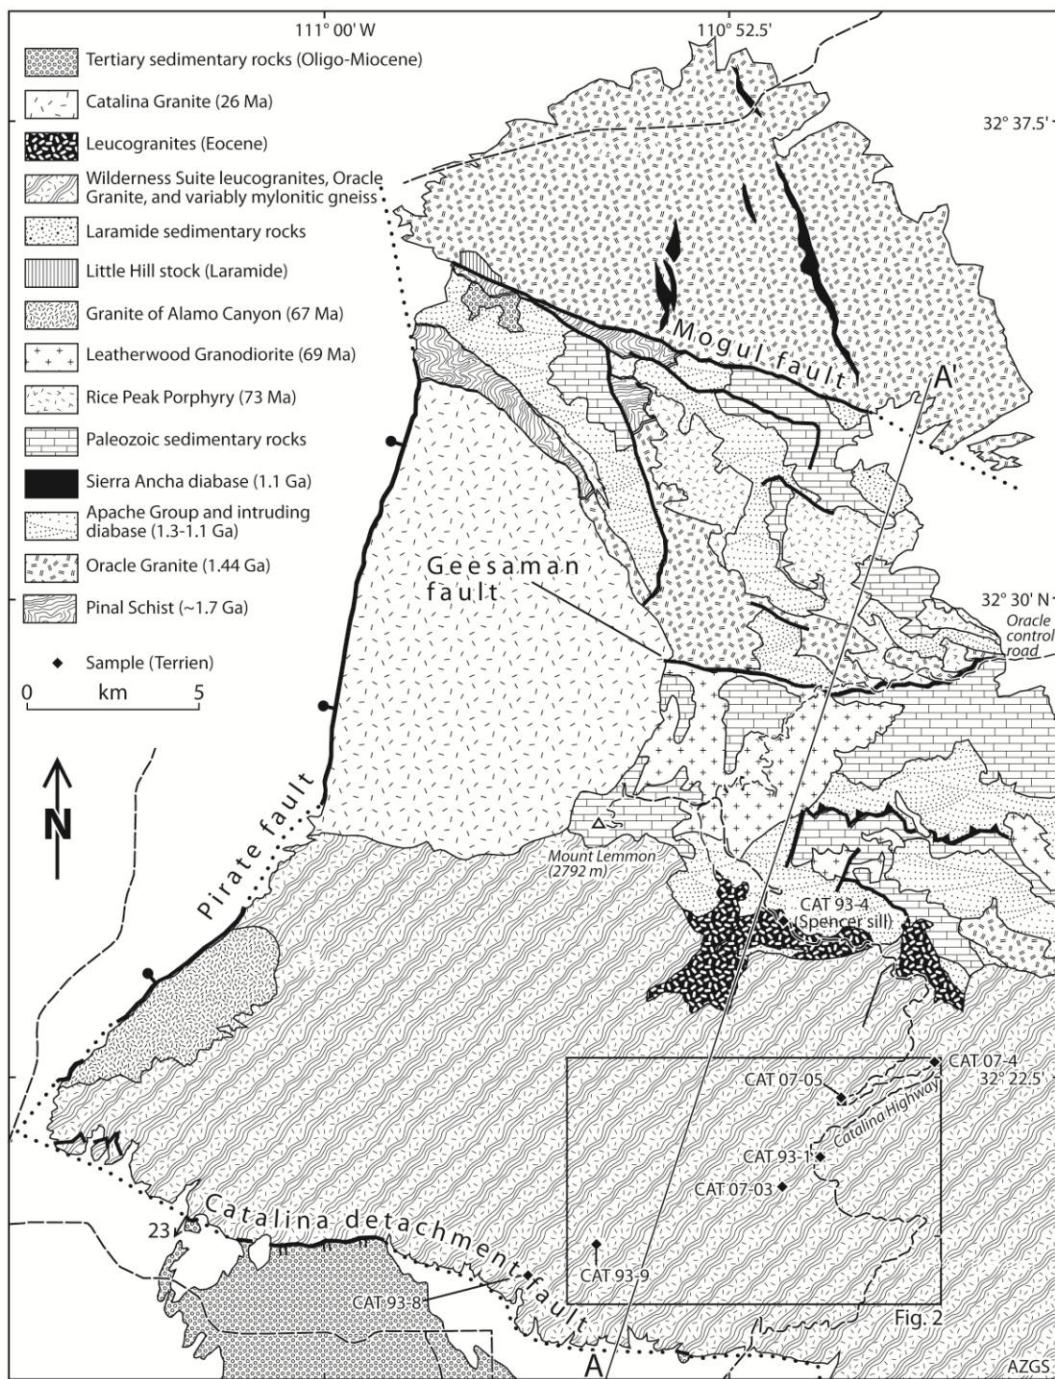 111° 00' W
110° 52.5'
Tertiary sedimentary rocks (Oligo-Miocene)
Catalina Granite (26 Ma)
32° 37.5'
Leucogranites (Eocene)
Wilderness Suite leucogranites, Oracle
Granite, and variably mylonitic gneiss
Laramide sedimentary rocks
Little Hill stock (Laramide)
Granite of Alamo Canyon (67 Ma)
Leatherwood Granodiorite (69 Ma)
Rice Peak Porphyry (73 Ma)
Paleozoic sedimentary rocks
Sierra Ancha diabase (1.1 Ga)
Apache Group and intruding
diabase (1.3-1.1 Ga)
Oracle Granite (1.44 Ga)
Pinal Schist (~1.7 Ga)
Sample (Terrien)
0 km 5
N
Mogul fault
A'
Geesaman
fault
32° 30' N
Oracle
control
road
Pirate fault
Mount Lemmon
(2792 m)
CAT 93-4
(Spencer sill)
CAT 07-4
32° 22.5'
CAT 07-05
Catalina Highway
CAT 93-1
CAT 07-03
Catalina detachment fault
23
CAT 93-9
CAT 93-8
Fig. 2
A
AZGS